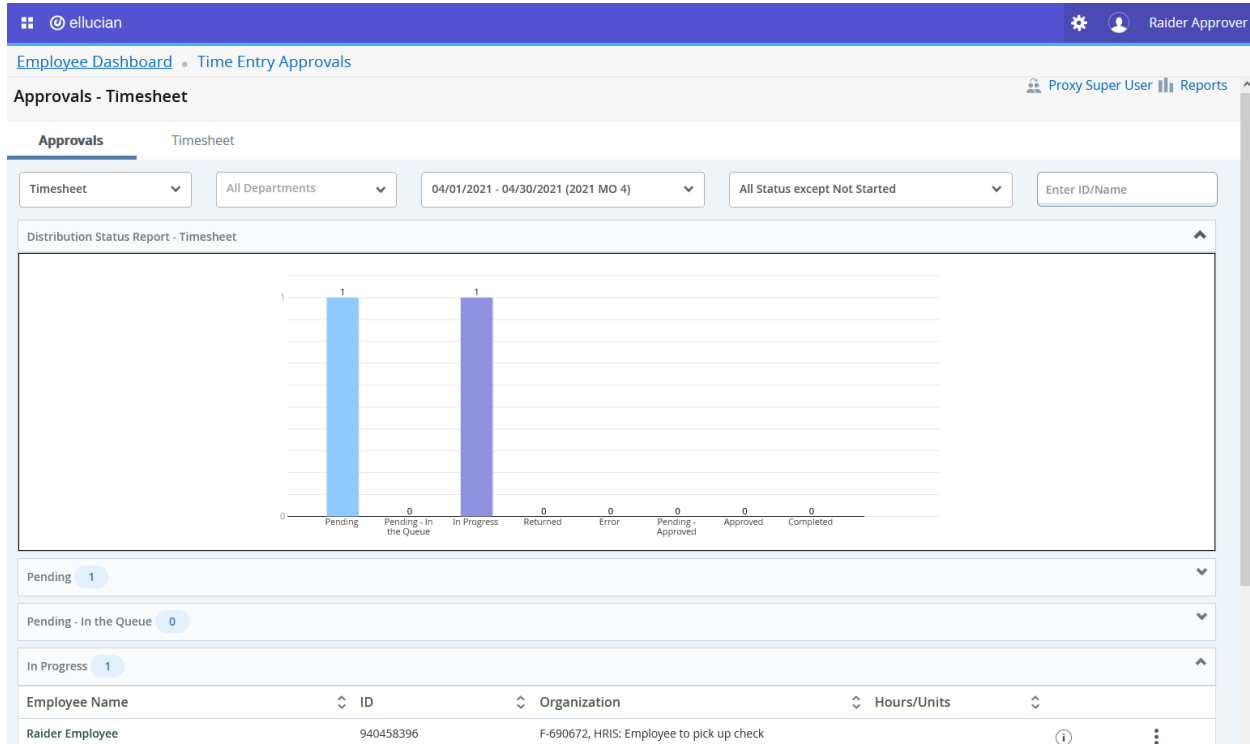 ellucian
Raider Approver
Employee Dashboard • Time Entry Approvals
Approvals - Timesheet
Proxy Super User
Reports
Approvals
Timesheet
Timesheet
All Departments
04/01/2021 - 04/30/2021 (2021 MO 4)
All Status except Not Started
Enter ID/Name
Distribution Status Report - Timesheet
1
1
1
0
0
0
0
0
0
0
Pending
Pending - In
the Queue
In Progress
Returned
Error
Pending -
Approved
Approved
Completed
Pending 1
Pending - In the Queue 0
In Progress 1
Employee Name ID Organization Hours/Units
Raider Employee 940458396 F-690672, HRIS: Employee to pick up check